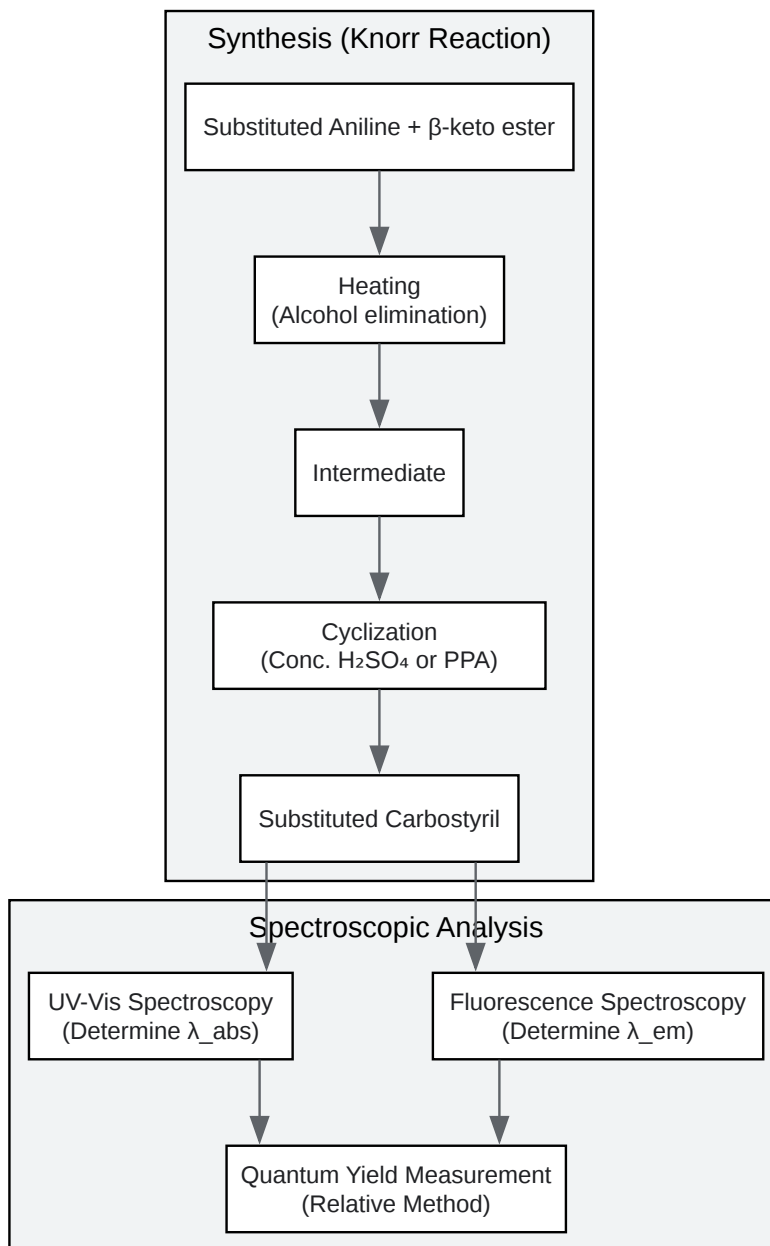 Synthesis (Knorr Reaction)
Substituted Aniline + β-keto ester
Heating
(Alcohol elimination)
Intermediate
Cyclization
(Conc. H₂SO₄ or PPA)
Substituted Carbostyril
Spectroscopic Analysis
UV-Vis Spectroscopy
(Determine λ_abs)
Fluorescence Spectroscopy
(Determine λ_em)
Quantum Yield Measurement
(Relative Method)